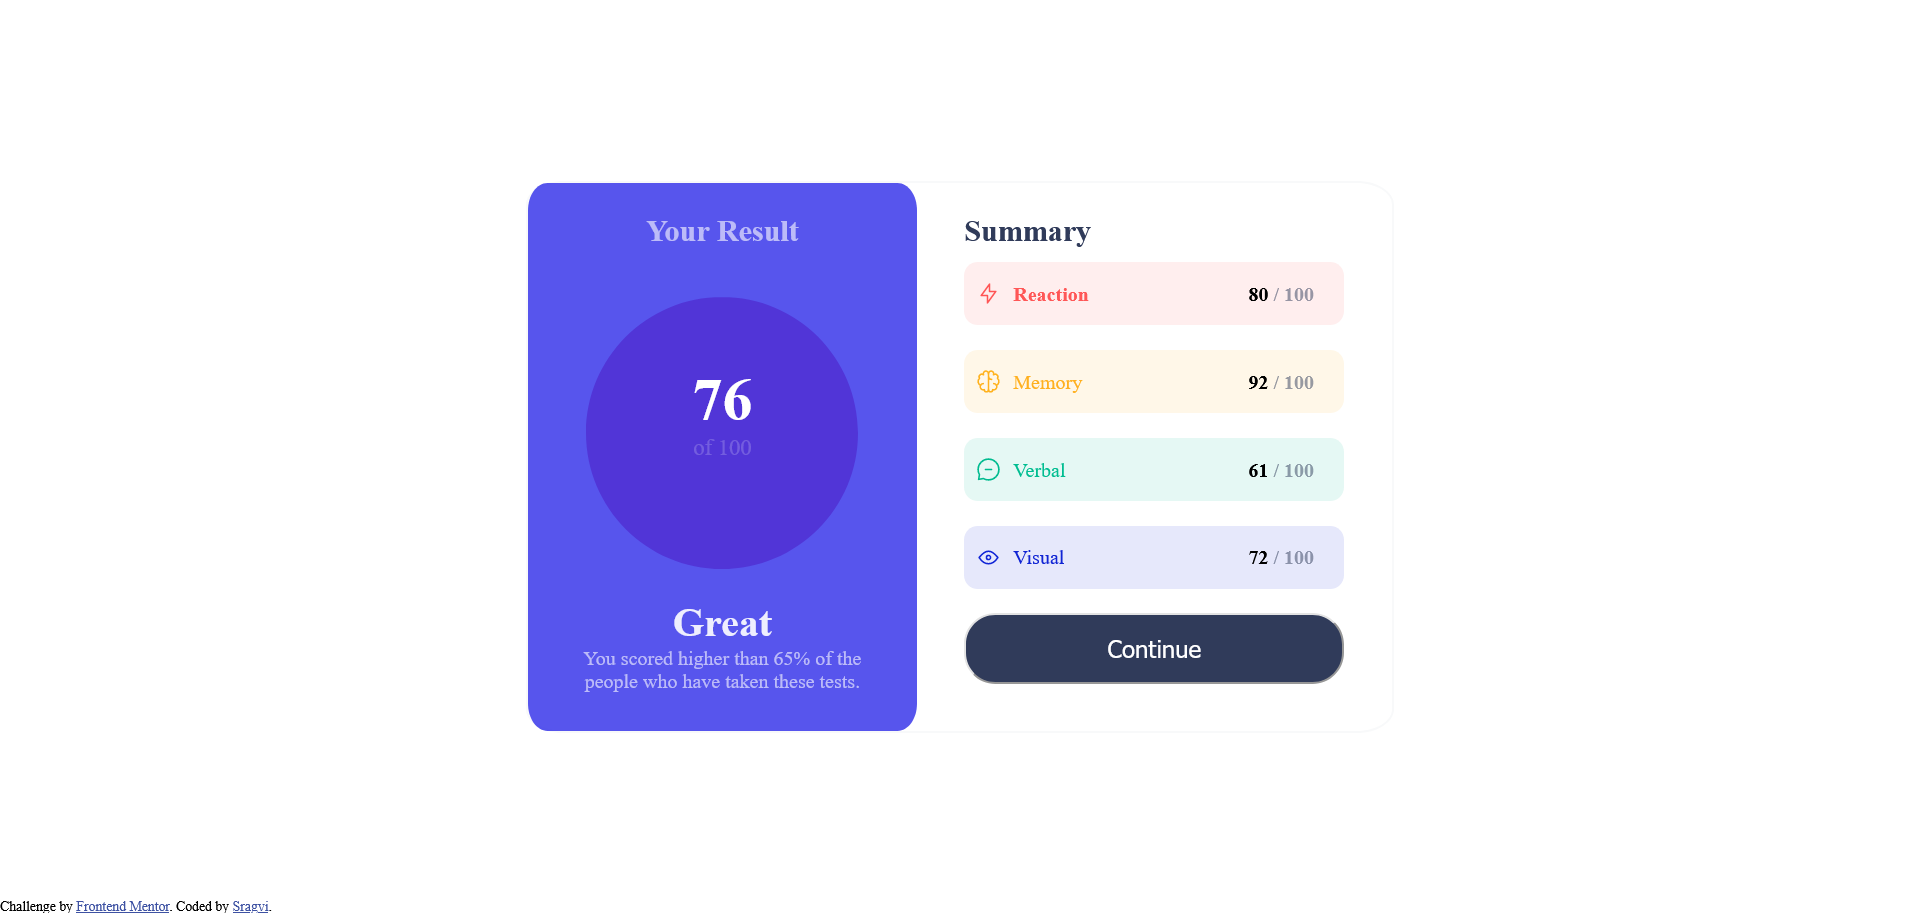 Your Result
76
of 100
Great
You scored higher than 65% of the
people who have taken these tests.
Summary
Reaction 80 / 100
Memory 92 / 100
Verbal 61 / 100
Visual 72 / 100
Continue
Challenge by Frontend Mentor. Coded by Sragvi.